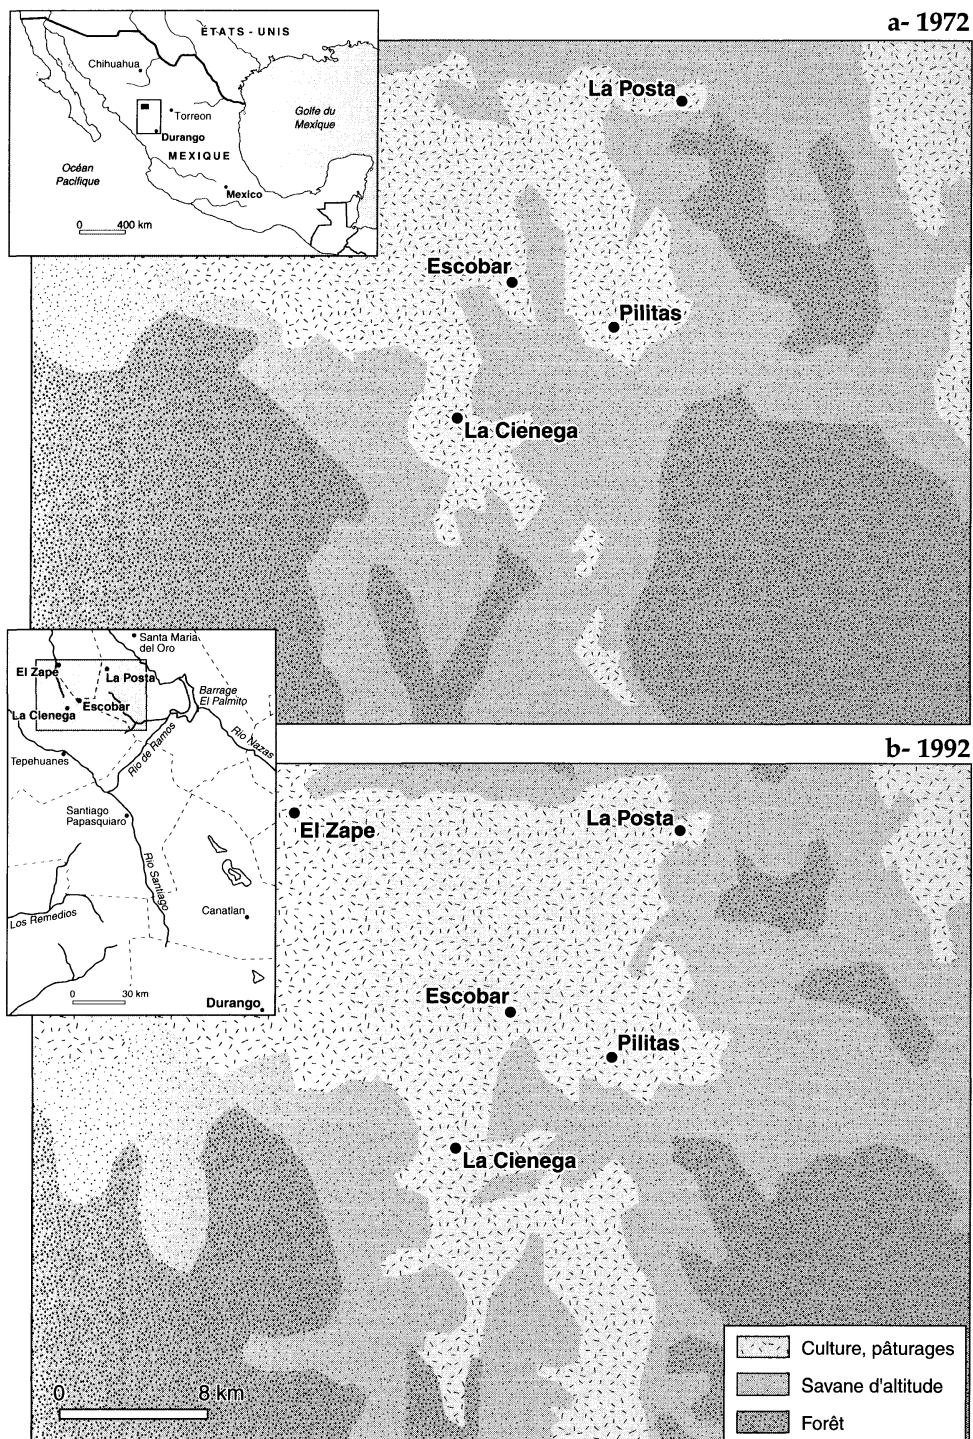 a- 1972
ÉTATS - UNIS
Chihuahua
Torreon
Golfe du
Mexique
Durango
MEXIQUE
Océan
Pacifique
Mexico
0 400 km
La Posta
Escobar
Pilitas
La Cienega
Santa Maria
del Oro
El Zape
La Posta
Barrage
El Palmito
Escobar
La Cienega
Rio Nazas
Rio de Ramos
Tepehuanes
Santiago
Papasquiaro
Rio Santiago
Canatlan
Los Remedios
0 30 km
Durango
b- 1992
El Zape
La Posta
Escobar
Pilitas
La Cienega
0 8 km
Culture, pâturages
Savane d'altitude
Forêt